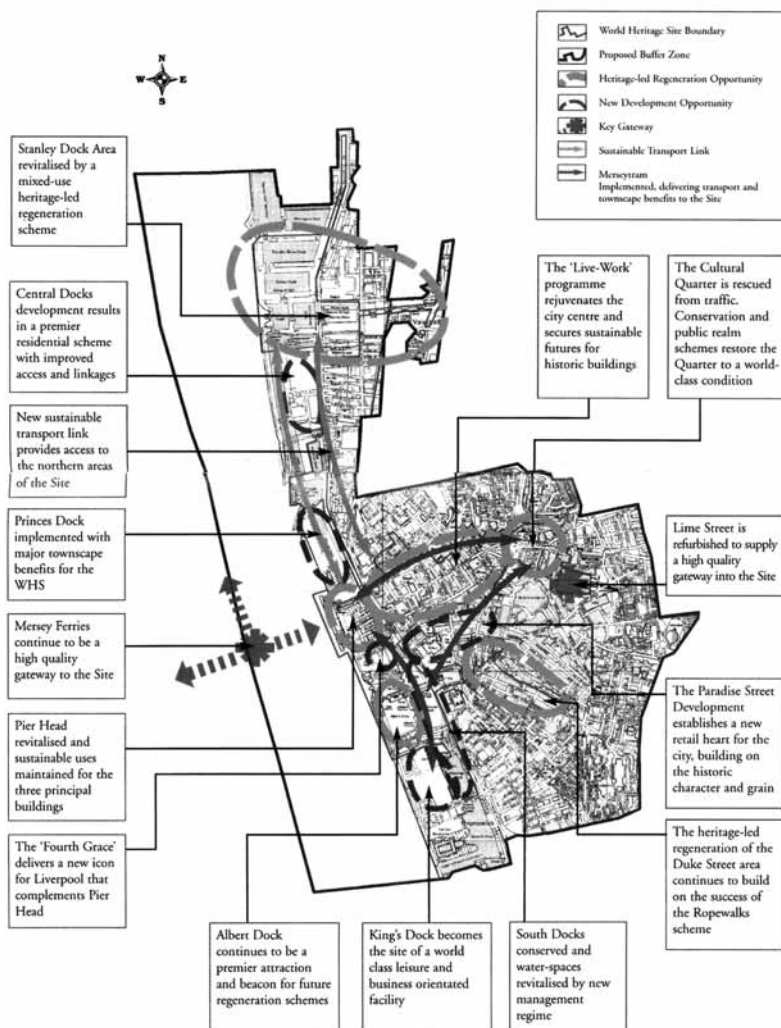 N
W E
S
World Heritage Site Boundary
Proposed Buffer Zone
Heritage-led Regeneration Opportunity
New Development Opportunity
Key Gateway
Sustainable Transport Link
Merseytram
Implemented, delivering transport and
townscape benefits to the Site
Stanley Dock Area
revitalised by a
mixed-use
heritage-led
regeneration
scheme
Central Docks
development results
in a premier
residential scheme
with improved
access and linkages
New sustainable
transport link
provides access to
the northern areas
of the Site
Princes Dock
implemented with
major townscape
benefits for the
WHS
Mersey Ferries
continue to be a
high quality
gateway to the Site
Pier Head
revitalised and
sustainable uses
maintained for the
three principal
buildings
The 'Fourth Grace'
delivers a new icon
for Liverpool that
complements Pier
Head
The 'Live-Work'
programme
rejuvenates the
city centre and
secures sustainable
futures for
historic buildings
The Cultural
Quarter is rescued
from traffic.
Conservation and
public realm
schemes restore the
Quarter to a world-
class condition
Lime Street is
refurbished to supply
a high quality
gateway into the Site
The Paradise Street
Development
establishes a new
retail heart for the
city, building on
the historic
character and grain
The heritage-led
regeneration of the
Duke Street area
continues to build
on the success of
the Ropewalks
scheme
Albert Dock
continues to be a
premier attraction
and beacon for future
regeneration schemes
King's Dock becomes
the site of a world
class leisure and
business orientated
facility
South Docks
conserved and
water-spaces
revitalised by new
management
regime